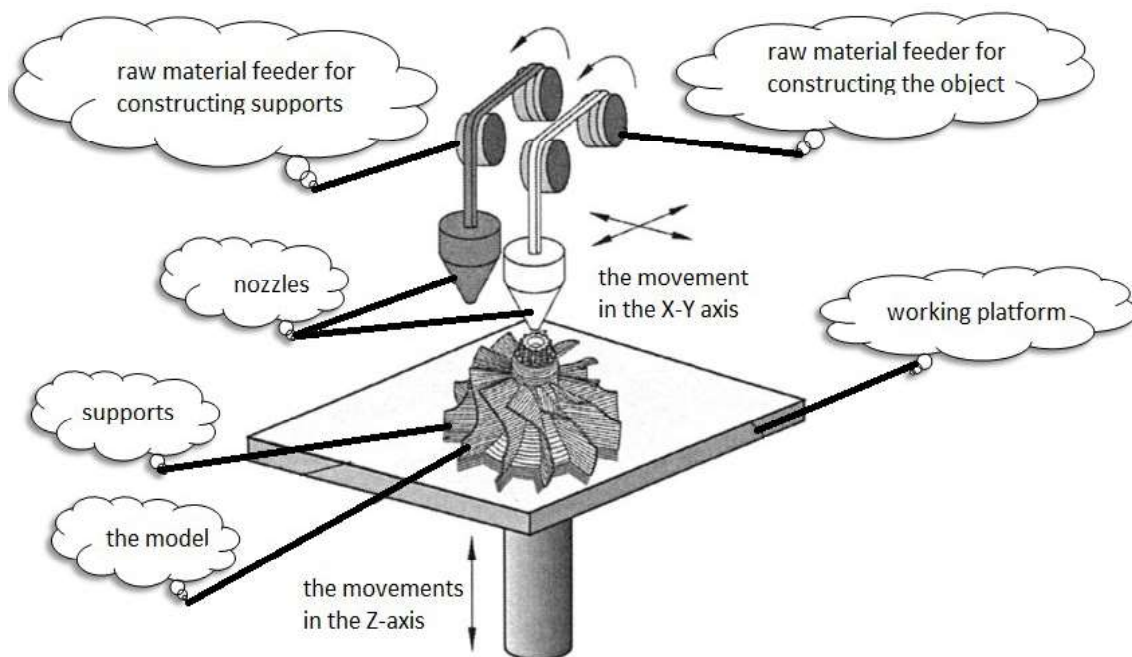 raw material feeder for
constructing supports
raw material feeder for
constructing the object
nozzles
the movement
in the X-Y axis
working platform
supports
the model
the movements
in the Z-axis